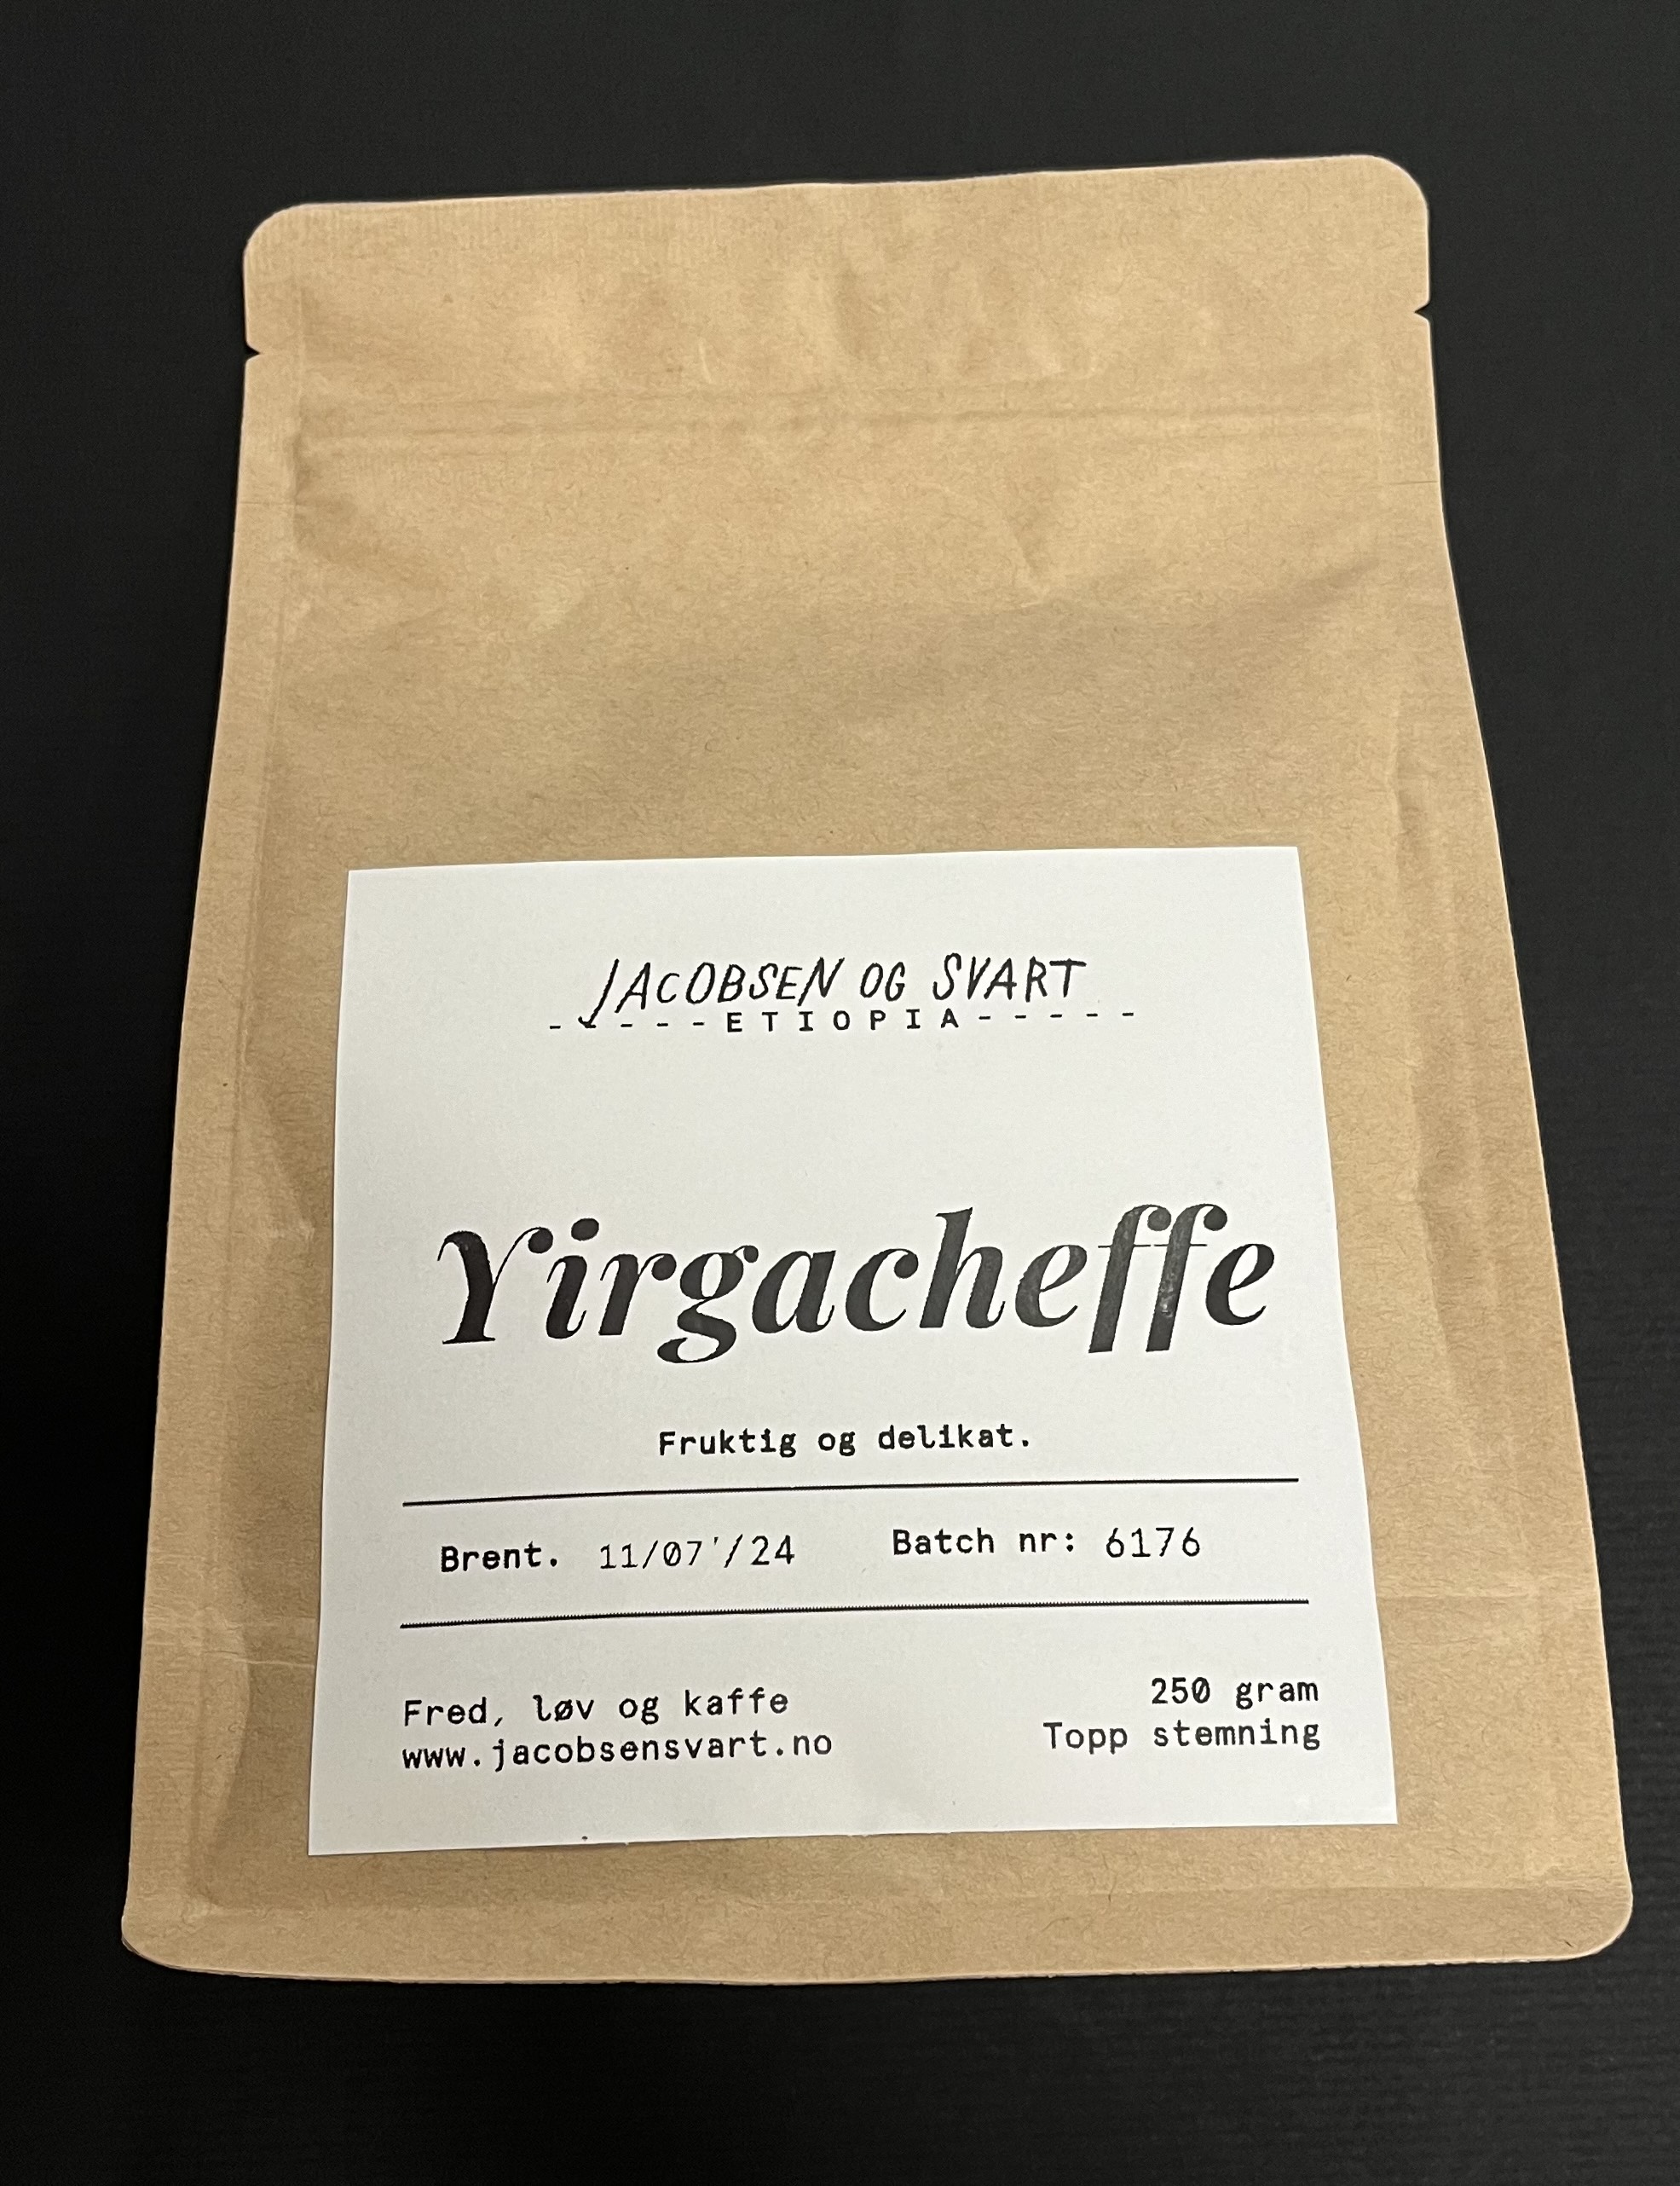 JACOBSEN OG SVART
-----ETIOPIA-----
Yirgacheffe
Fruktig og delikat.
Brent. 11/07'/24 Batch nr: 6176
Fred, løv og kaffe
www.jacobsensvart.no
250 gram
Topp stemning